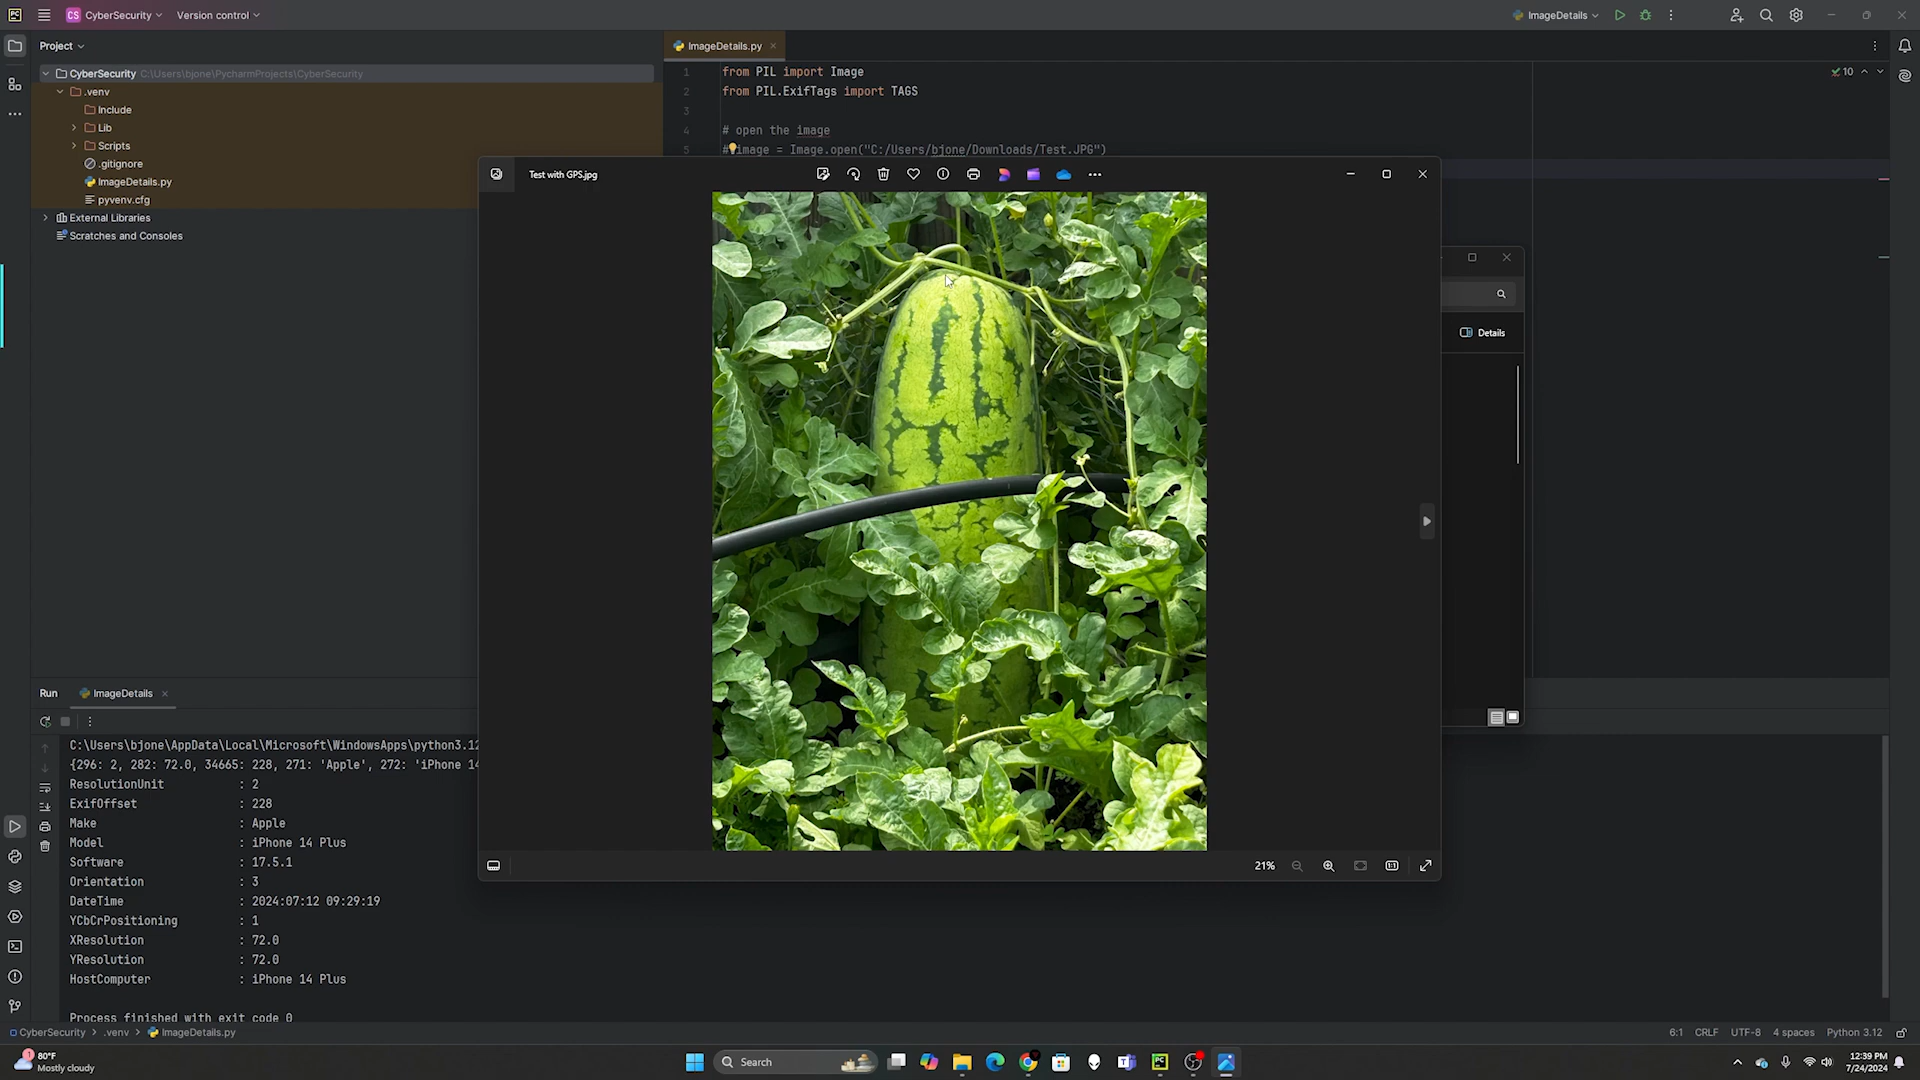 CS CyberSecurity
Version control
ImageDetails
Project
CyberSecurity C:\Users\bjone\PycharmProjects\CyberSecurity
.venv
Include
Lib
Scripts
.gitignore
ImageDetails.py
pyvenv.cfg
External Libraries
Scratches and Consoles
ImageDetails.py
1 from PIL import Image
2 from PIL.ExifTags import TAGS
3
4 # open the image
5 # image = Image.open("C:/Users/bjone/Downloads/Test.JPG")
10
Test with GPS.jpg
Details
21%
Run ImageDetails
C:\Users\bjone\AppData\Local\Microsoft\WindowsApps\python3.12
{296: 2, 282: 72.0, 34665: 228, 271: 'Apple', 272: 'iPhone 14
ResolutionUnit : 2
ExifOffset : 228
Make : Apple
Model : iPhone 14 Plus
Software : 17.5.1
Orientation : 3
DateTime : 2024:07:12 09:29:19
YCbCrPositioning : 1
XResolution : 72.0
YResolution : 72.0
HostComputer : iPhone 14 Plus
Process finished with exit code 0
CyberSecurity > .venv > ImageDetails.py
6:1 CRLF UTF-8 4 spaces Python 3.12
80°F
Mostly cloudy
Search
12:39 PM
7/24/2024